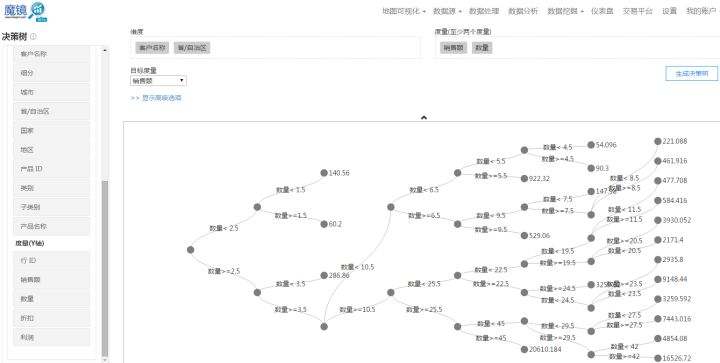 魔镜
地图可视化 数据源 数据处理 数据分析 数据挖掘 仪表盘 交易平台 设置 我的账户
决策树
客户名称
细分
城市
省/自治区
国家
地区
产品 ID
类别
子类别
产品名称
度量(Y轴)
行 ID
销售额
数量
折扣
利润
维度
客户名称 省/自治区
度量(至少两个度量)
销售额 数量
目标度量
销售额
生成决策树
>> 显示高级选项
数量< 2.5
数量>=2.5
数量< 1.5
数量>=1.5
数量< 3.5
数量>=3.5
140.56
60.2
286.86
数量< 10.5
数量>=10.5
数量< 6.5
数量>=6.5
数量< 25.5
数量>=25.5
数量< 5.5
数量>=5.5
数量< 9.5
数量>=9.5
数量< 22.5
数量>=22.5
数量< 45
数量>=45
922.32
529.06
20610.184
数量< 4.5
数量>=4.5
数量< 7.5
数量>=7.5
数量< 19.5
数量>=19.5
数量>=24.5
数量< 24.5
数量< 29.5
数量>=29.5
54.096
90.3
数量< 8.5
数量>=8.5
数量< 11.5
数量>=11.5
数量>=20.5
数量< 20.5
数量>=23.5
数量< 23.5
数量< 27.5
数量>=27.5
数量< 42
数量>=42
221.088
461.916
477.708
584.416
3930.052
2171.4
2935.8
9148.44
3259.592
7443.016
4854.08
16526.72